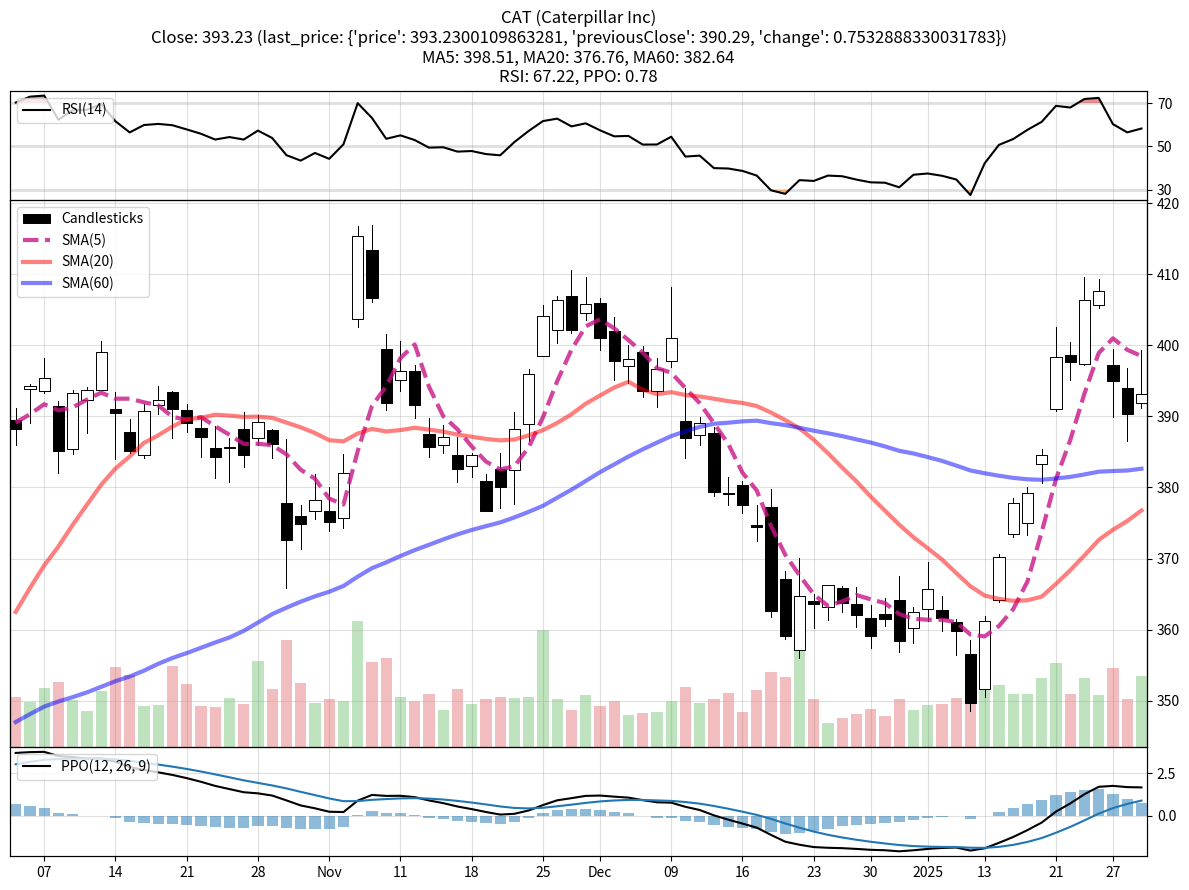 CAT (Caterpillar Inc)
Close: 393.23 (last_price: {'price': 393.2300109863281, 'previousClose': 390.29, 'change': 0.7532888330031783})
MA5: 398.51, MA20: 376.76, MA60: 382.64
RSI: 67.22, PPO: 0.78
RSI(14)
70
50
30
Candlesticks
SMA(5)
SMA(20)
SMA(60)
420
410
400
390
380
370
360
350
PPO(12, 26, 9)
2.5
0.0
07 14 21 28 Nov 11 18 25 Dec 09 16 23 30 2025 13 21 27